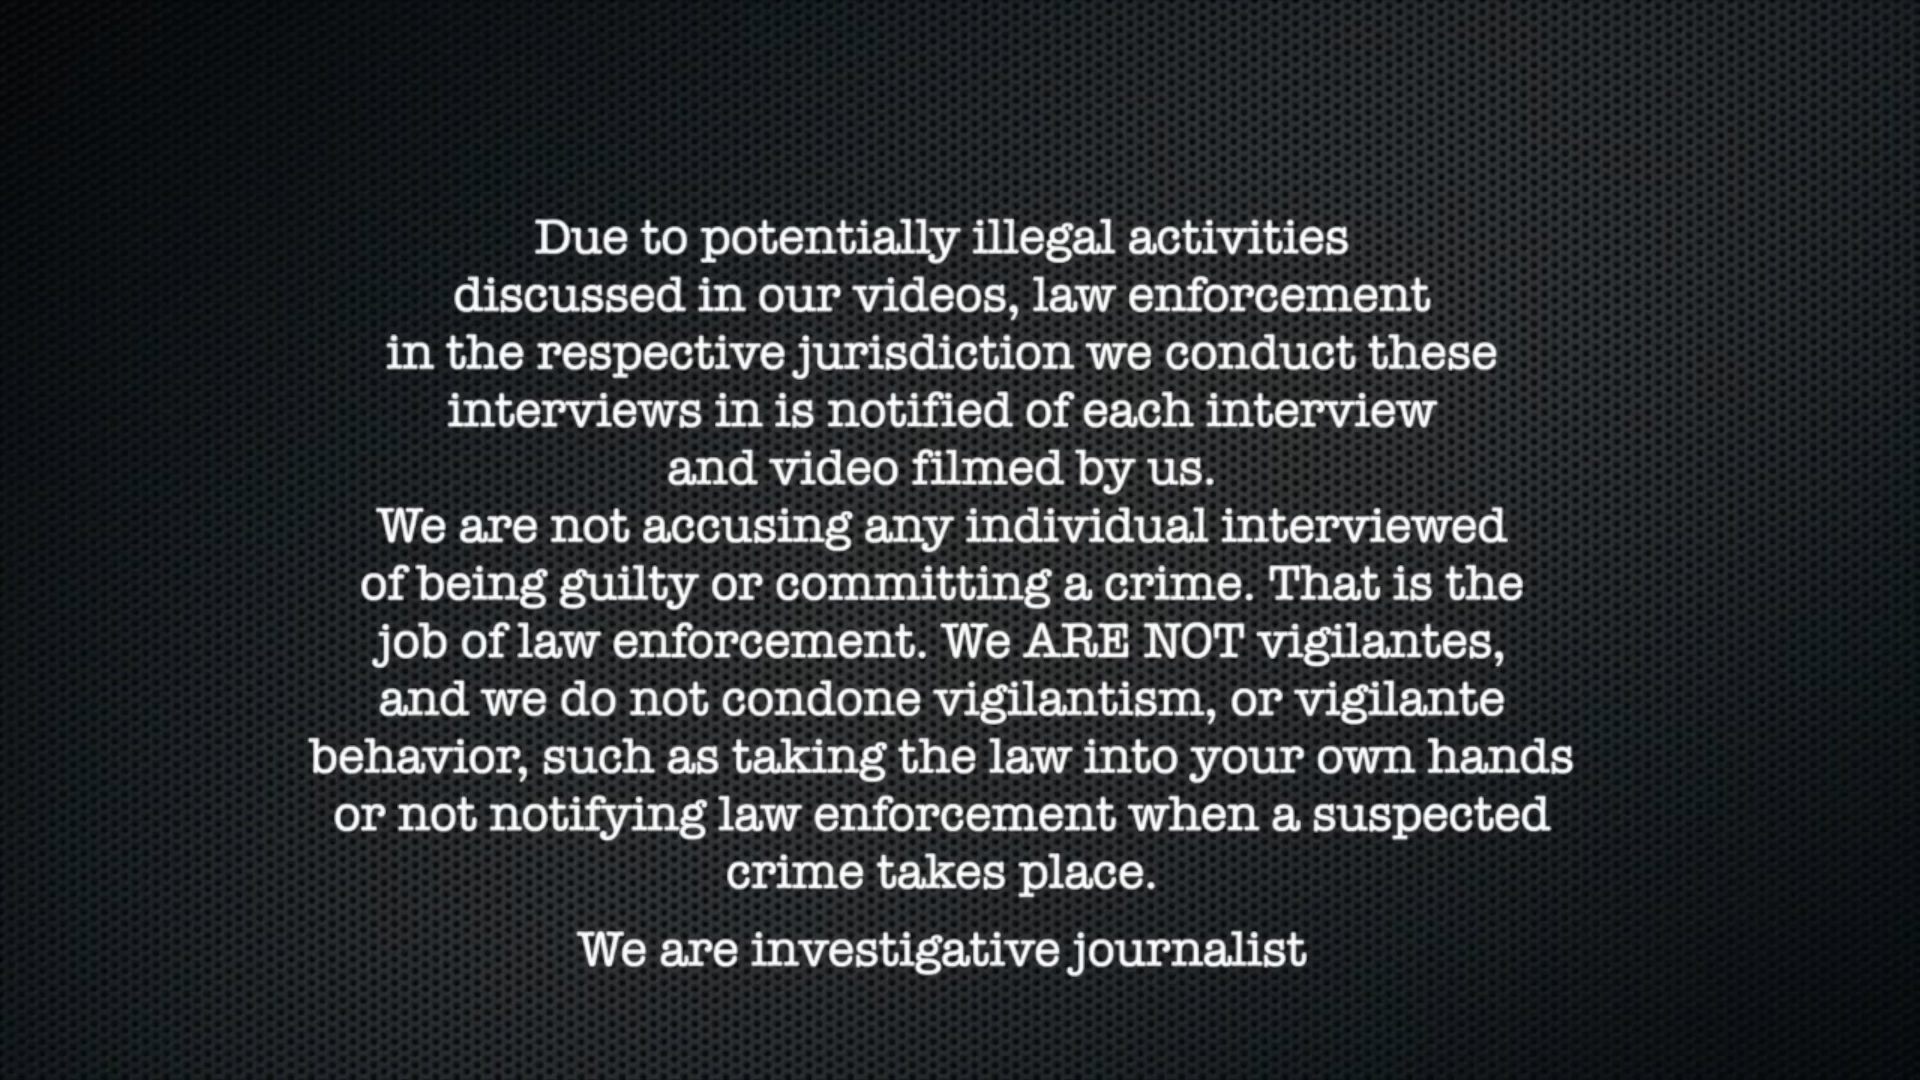 Due to potentially illegal activities
discussed in our videos, law enforcement
in the respective jurisdiction we conduct these
interviews in is notified of each interview
and video filmed by us.
We are not accusing any individual interviewed
of being guilty or committing a crime. That is the
job of law enforcement. We ARE NOT vigilantes,
and we do not condone vigilantism, or vigilante
behavior, such as taking the law into your own hands
or not notifying law enforcement when a suspected
crime takes place.
We are investigative journalist